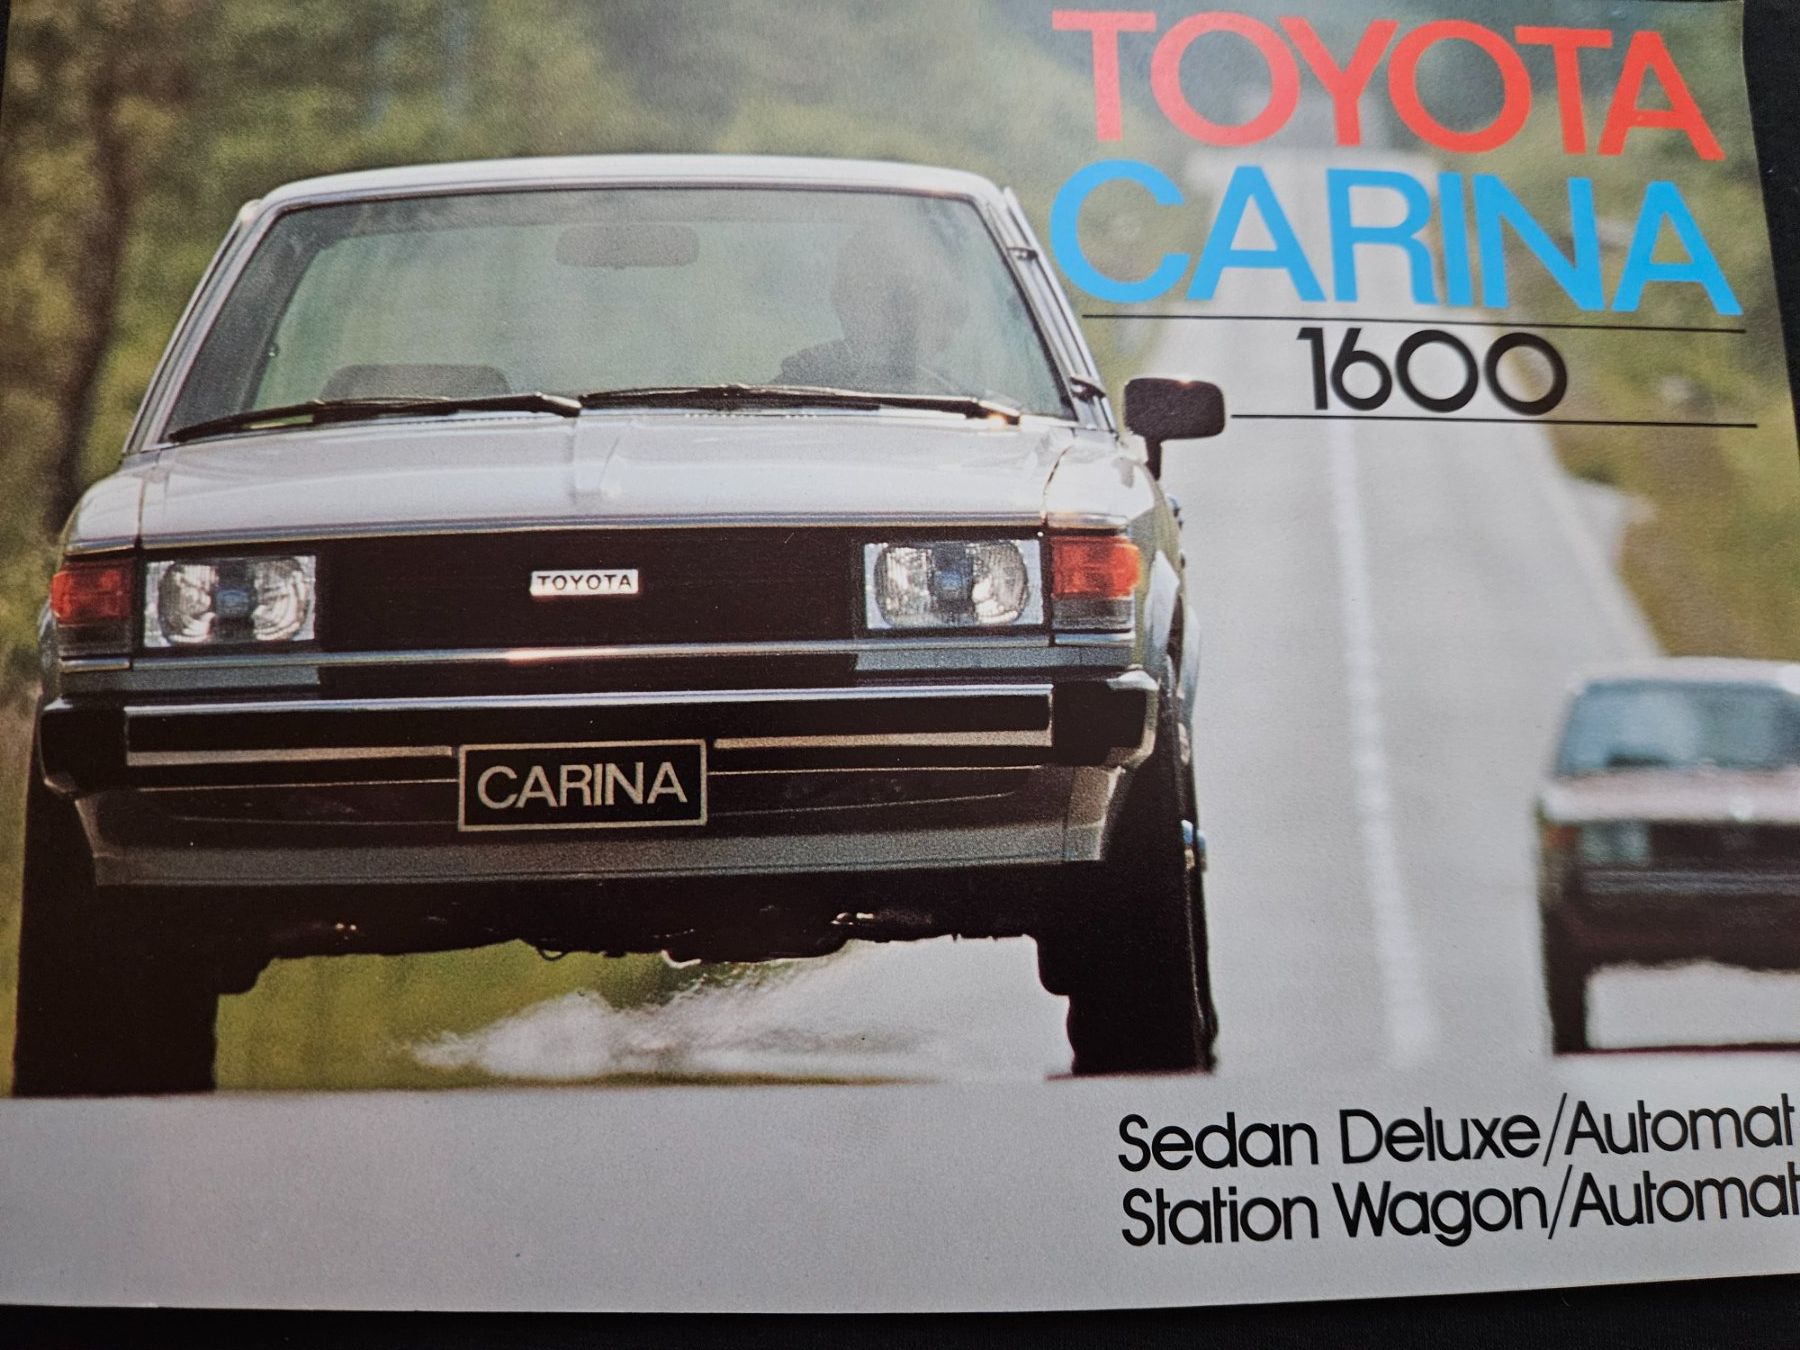 TOYOTA
CARINA
1600
TOYOTA
CARINA
Sedan Deluxe/Automat
Station Wagon/Automat